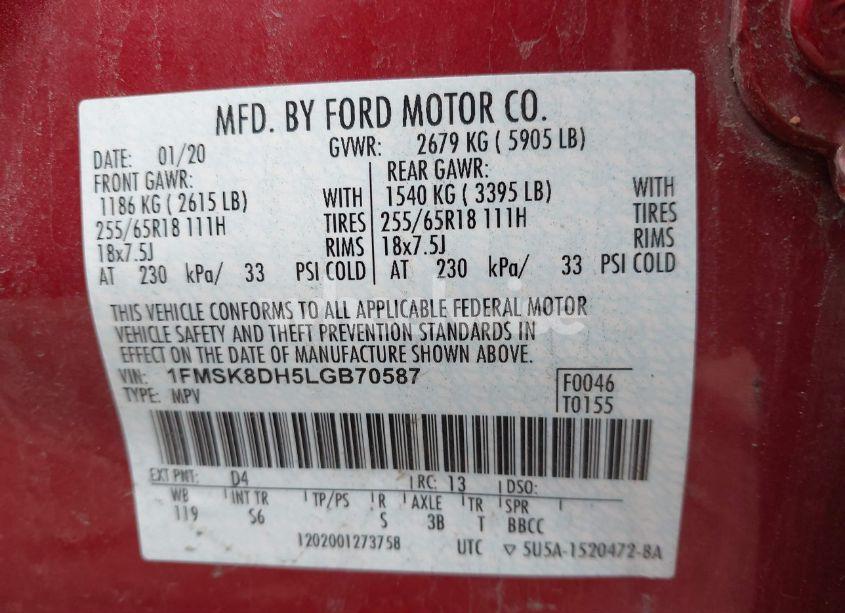 MFD. BY FORD MOTOR CO.
DATE: 01/20 GVWR: 2679 KG ( 5905 LB)
FRONT GAWR: REAR GAWR:
1186 KG ( 2615 LB) WITH 1540 KG ( 3395 LB) WITH
255/65R18 111H TIRES 255/65R18 111H TIRES
18x7.5J RIMS 18x7.5J RIMS
AT 230 kPa/ 33 PSI COLD AT 230 kPa/ 33 PSI COLD
THIS VEHICLE CONFORMS TO ALL APPLICABLE FEDERAL MOTOR
VEHICLE SAFETY AND THEFT PREVENTION STANDARDS IN
EFFECT ON THE DATE OF MANUFACTURE SHOWN ABOVE.
VIN: 1FMSK8DH5LGB70587 F0046
TYPE: MPV T0155
EXT PNT: D4 RC: 13 DSO:
WB INT TR TP/PS R AXLE TR SPR
119 S6 S 3B T BBCC
1202001273758 UTC ▽ 5U5A-1520472-BA